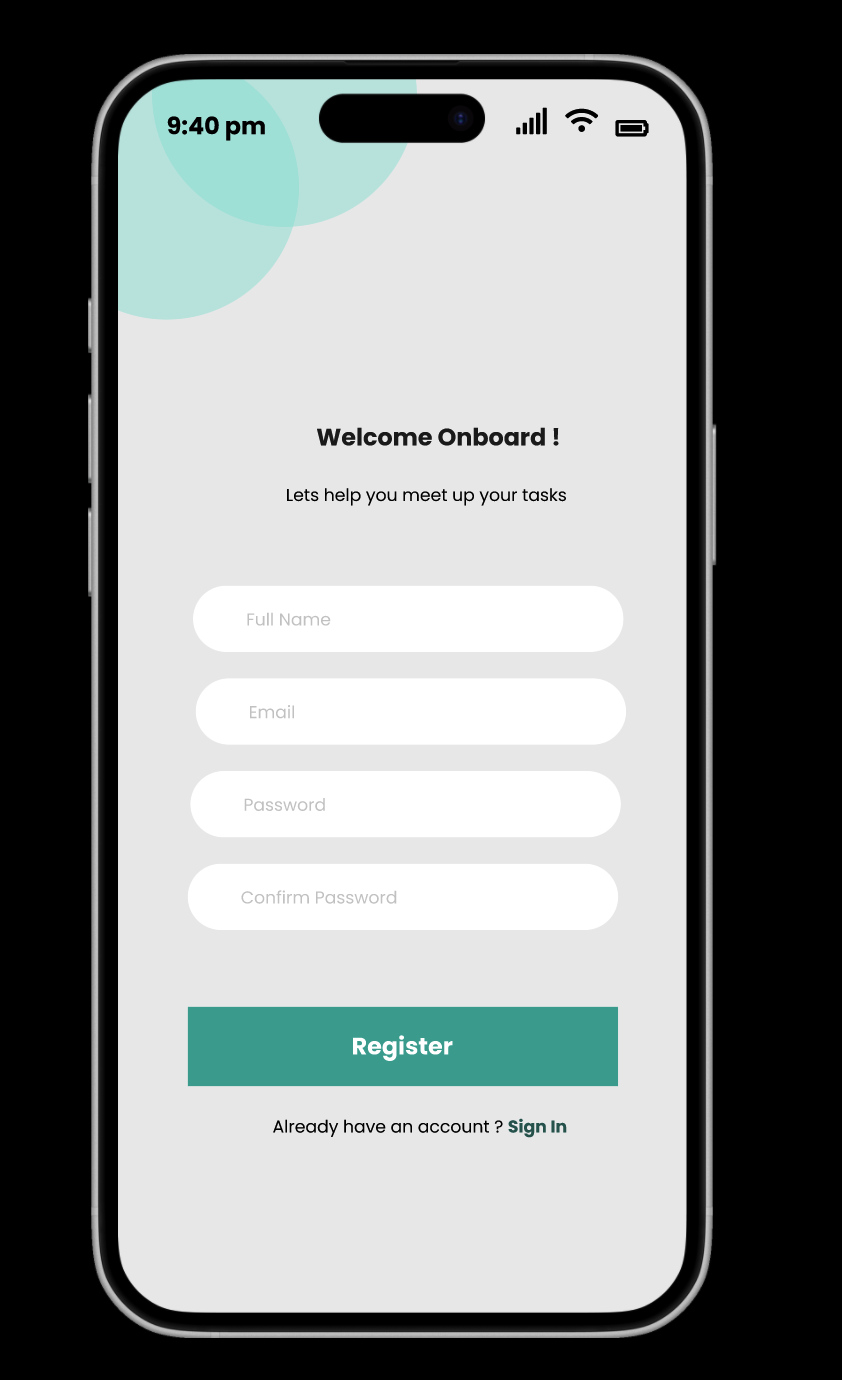 9:40 pm
Welcome Onboard !
Lets help you meet up your tasks
Full Name
Email
Password
Confirm Password
Register
Already have an account ? Sign In